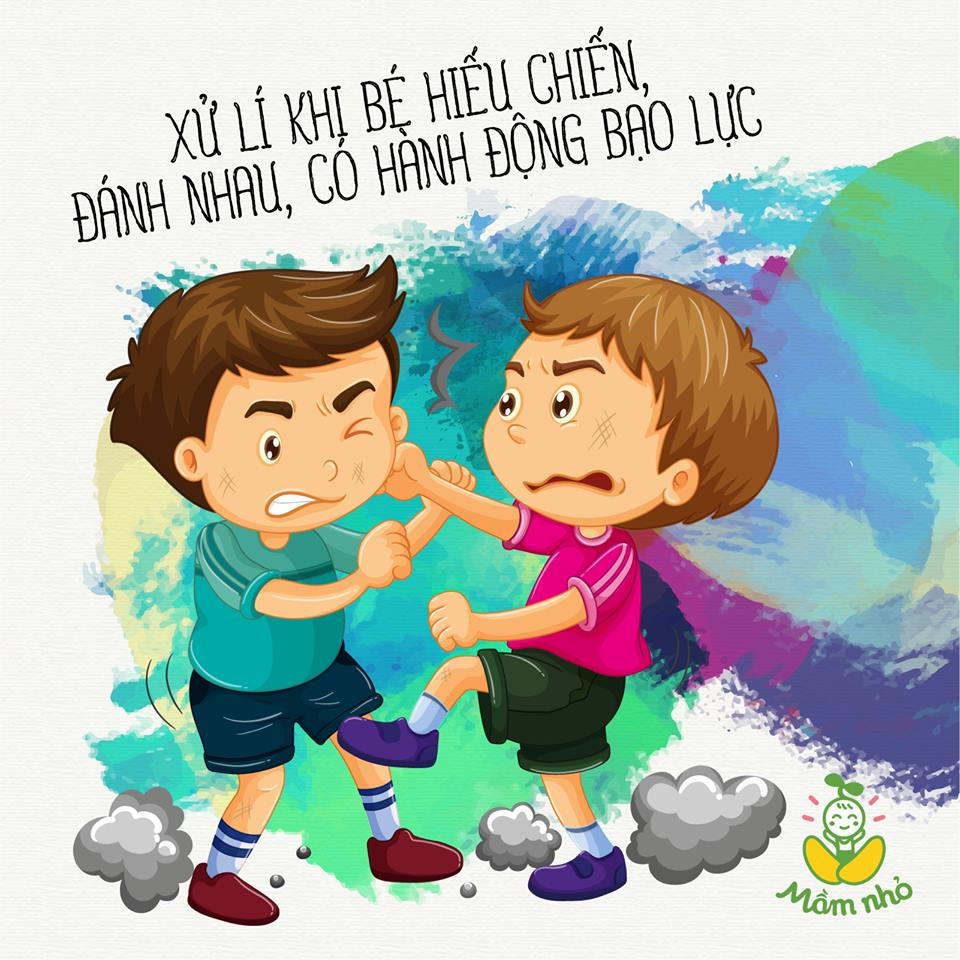 XỬ LÍ KHI BÉ HIẾU CHIẾN,
ĐÁNH NHAU, CÓ HÀNH ĐỘNG BẠO LỰC
Mầm nhỏ